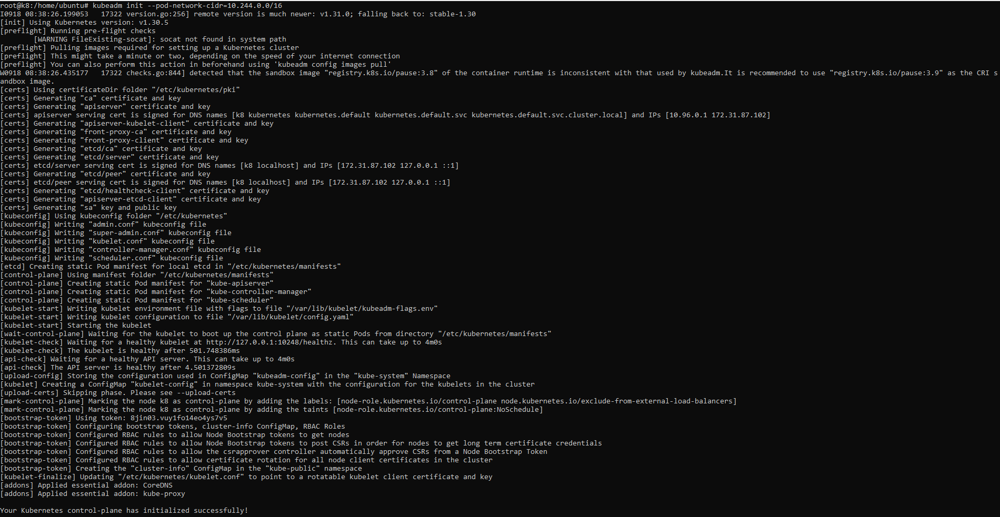 root@k8:/home/ubuntu# kubeadm init --pod-network-cidr=10.244.0.0/16
I0918 08:38:26.199053   17322 version.go:256] remote version is much newer: v1.31.0; falling back to: stable-1.30
[init] Using Kubernetes version: v1.30.5
[preflight] Running pre-flight checks
        [WARNING FileExisting-socat]: socat not found in system path
[preflight] Pulling images required for setting up a Kubernetes cluster
[preflight] This might take a minute or two, depending on the speed of your internet connection
[preflight] You can also perform this action in beforehand using 'kubeadm config images pull'
W0918 08:38:26.435177   17322 checks.go:844] detected that the sandbox image "registry.k8s.io/pause:3.8" of the container runtime is inconsistent with that used by kubeadm.It is recommended to use "registry.k8s.io/pause:3.9" as the CRI s
andbox image.
[certs] Using certificateDir folder "/etc/kubernetes/pki"
[certs] Generating "ca" certificate and key
[certs] Generating "apiserver" certificate and key
[certs] apiserver serving cert is signed for DNS names [k8 kubernetes kubernetes.default kubernetes.default.svc kubernetes.default.svc.cluster.local] and IPs [10.96.0.1 172.31.87.102]
[certs] Generating "apiserver-kubelet-client" certificate and key
[certs] Generating "front-proxy-ca" certificate and key
[certs] Generating "front-proxy-client" certificate and key
[certs] Generating "etcd/ca" certificate and key
[certs] Generating "etcd/server" certificate and key
[certs] etcd/server serving cert is signed for DNS names [k8 localhost] and IPs [172.31.87.102 127.0.0.1 ::1]
[certs] Generating "etcd/peer" certificate and key
[certs] etcd/peer serving cert is signed for DNS names [k8 localhost] and IPs [172.31.87.102 127.0.0.1 ::1]
[certs] Generating "etcd/healthcheck-client" certificate and key
[certs] Generating "apiserver-etcd-client" certificate and key
[certs] Generating "sa" key and public key
[kubeconfig] Using kubeconfig folder "/etc/kubernetes"
[kubeconfig] Writing "admin.conf" kubeconfig file
[kubeconfig] Writing "super-admin.conf" kubeconfig file
[kubeconfig] Writing "kubelet.conf" kubeconfig file
[kubeconfig] Writing "controller-manager.conf" kubeconfig file
[kubeconfig] Writing "scheduler.conf" kubeconfig file
[etcd] Creating static Pod manifest for local etcd in "/etc/kubernetes/manifests"
[control-plane] Using manifest folder "/etc/kubernetes/manifests"
[control-plane] Creating static Pod manifest for "kube-apiserver"
[control-plane] Creating static Pod manifest for "kube-controller-manager"
[control-plane] Creating static Pod manifest for "kube-scheduler"
[kubelet-start] Writing kubelet environment file with flags to file "/var/lib/kubelet/kubeadm-flags.env"
[kubelet-start] Writing kubelet configuration to file "/var/lib/kubelet/config.yaml"
[kubelet-start] Starting the kubelet
[wait-control-plane] Waiting for the kubelet to boot up the control plane as static Pods from directory "/etc/kubernetes/manifests"
[kubelet-check] Waiting for a healthy kubelet at http://127.0.0.1:10248/healthz. This can take up to 4m0s
[kubelet-check] The kubelet is healthy after 501.748386ms
[api-check] Waiting for a healthy API server. This can take up to 4m0s
[api-check] The API server is healthy after 4.501372809s
[upload-config] Storing the configuration used in ConfigMap "kubeadm-config" in the "kube-system" Namespace
[kubelet] Creating a ConfigMap "kubelet-config" in namespace kube-system with the configuration for the kubelets in the cluster
[upload-certs] Skipping phase. Please see --upload-certs
[mark-control-plane] Marking the node k8 as control-plane by adding the labels: [node-role.kubernetes.io/control-plane node.kubernetes.io/exclude-from-external-load-balancers]
[mark-control-plane] Marking the node k8 as control-plane by adding the taints [node-role.kubernetes.io/control-plane:NoSchedule]
[bootstrap-token] Using token: 8jin03.vuy1fo14eo4ys7v5
[bootstrap-token] Configuring bootstrap tokens, cluster-info ConfigMap, RBAC Roles
[bootstrap-token] Configured RBAC rules to allow Node Bootstrap tokens to get nodes
[bootstrap-token] Configured RBAC rules to allow Node Bootstrap tokens to post CSRs in order for nodes to get long term certificate credentials
[bootstrap-token] Configured RBAC rules to allow the csrapprover controller automatically approve CSRs from a Node Bootstrap Token
[bootstrap-token] Configured RBAC rules to allow certificate rotation for all node client certificates in the cluster
[bootstrap-token] Creating the "cluster-info" ConfigMap in the "kube-public" namespace
[kubelet-finalize] Updating "/etc/kubernetes/kubelet.conf" to point to a rotatable kubelet client certificate and key
[addons] Applied essential addon: CoreDNS
[addons] Applied essential addon: kube-proxy

Your Kubernetes control-plane has initialized successfully!